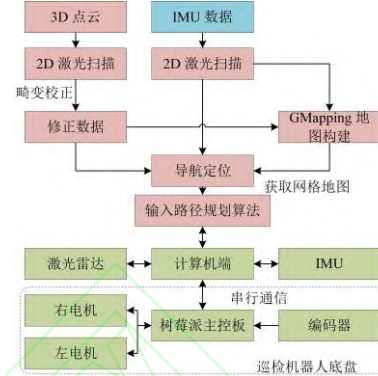 3D 点云
IMU 数据
2D 激光扫描
2D 激光扫描
畸变校正
修正数据
GMapping 地
图构建
导航定位
获取网格地图
输入路径规划算法
激光雷达
计算机端
IMU
串行通信
右电机
树莓派主控板
编码器
左电机
巡检机器人底盘